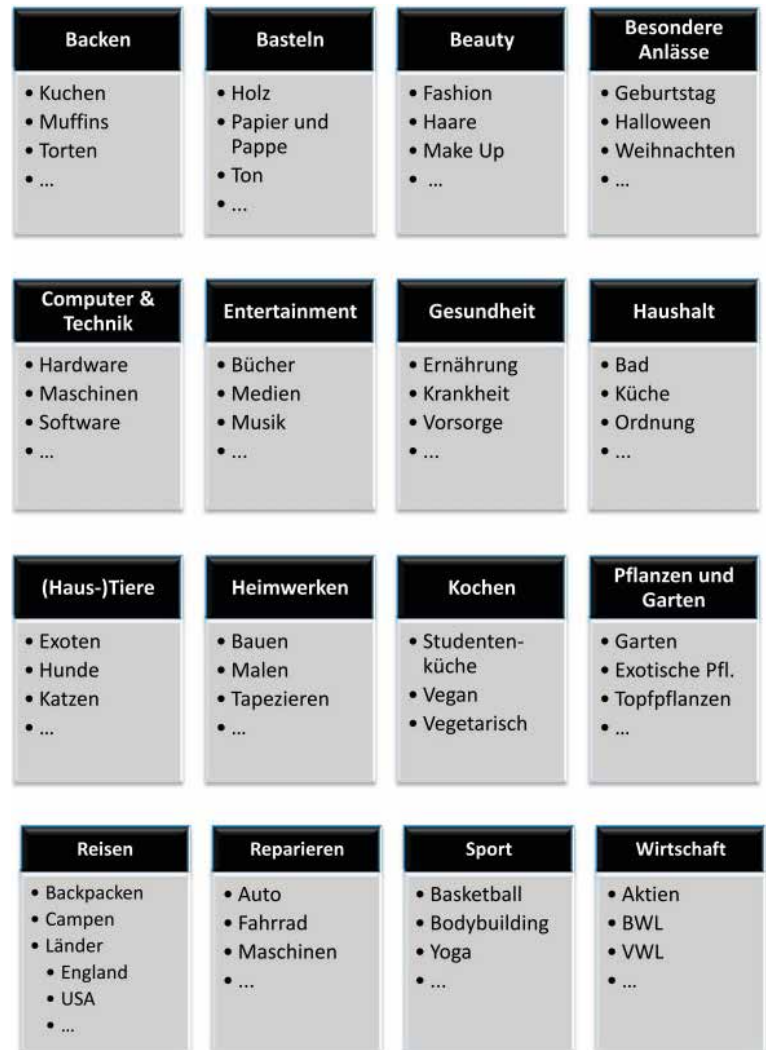 Backen
• Kuchen
• Muffins
• Torten
• ...
Basteln
• Holz
• Papier und
Pappe
• Ton
• ...
Beauty
• Fashion
• Haare
• Make Up
• ...
Besondere
Anlässe
• Geburtstag
• Halloween
• Weihnachten
• ...
Computer &
Technik
• Hardware
• Maschinen
• Software
• ...
Entertainment
• Bücher
• Medien
• Musik
• ...
Gesundheit
• Ernährung
• Krankheit
• Vorsorge
• ...
Haushalt
• Bad
• Küche
• Ordnung
• ...
(Haus-)Tiere
• Exoten
• Hunde
• Katzen
• ...
Heimwerken
• Bauen
• Malen
• Tapezieren
• ...
Kochen
• Studenten-
küche
• Vegan
• Vegetarisch
Pflanzen und
Garten
• Garten
• Exotische Pfl.
• Topfpflanzen
• ...
Reisen
• Backpacken
• Campen
• Länder
• England
• USA
• ...
Reparieren
• Auto
• Fahrrad
• Maschinen
• ...
Sport
• Basketball
• Bodybuilding
• Yoga
• ...
Wirtschaft
• Aktien
• BWL
• VWL
• ...